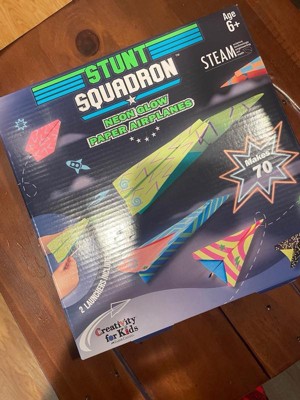 Age
6+
STEAM
STUNT
SQUADRON
NEON GLOW
PAPER AIRPLANES
Makes
70
2 LAUNCHERS
Creativity
for Kids